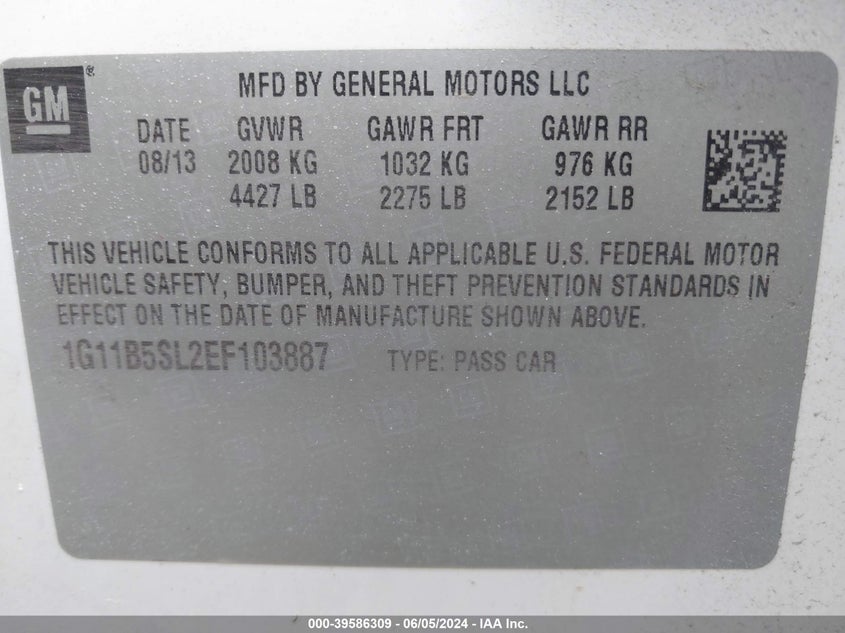 GM®
MFD BY GENERAL MOTORS LLC
DATE GVWR GAWR FRT GAWR RR
08/13 2008 KG 1032 KG 976 KG
4427 LB 2275 LB 2152 LB
THIS VEHICLE CONFORMS TO ALL APPLICABLE U.S. FEDERAL MOTOR
VEHICLE SAFETY, BUMPER, AND THEFT PREVENTION STANDARDS IN
EFFECT ON THE DATE OF MANUFACTURE SHOWN ABOVE.
1G11B5SL2EF103887 TYPE: PASS CAR
000-39586309 - 06/05/2024 - IAA Inc.